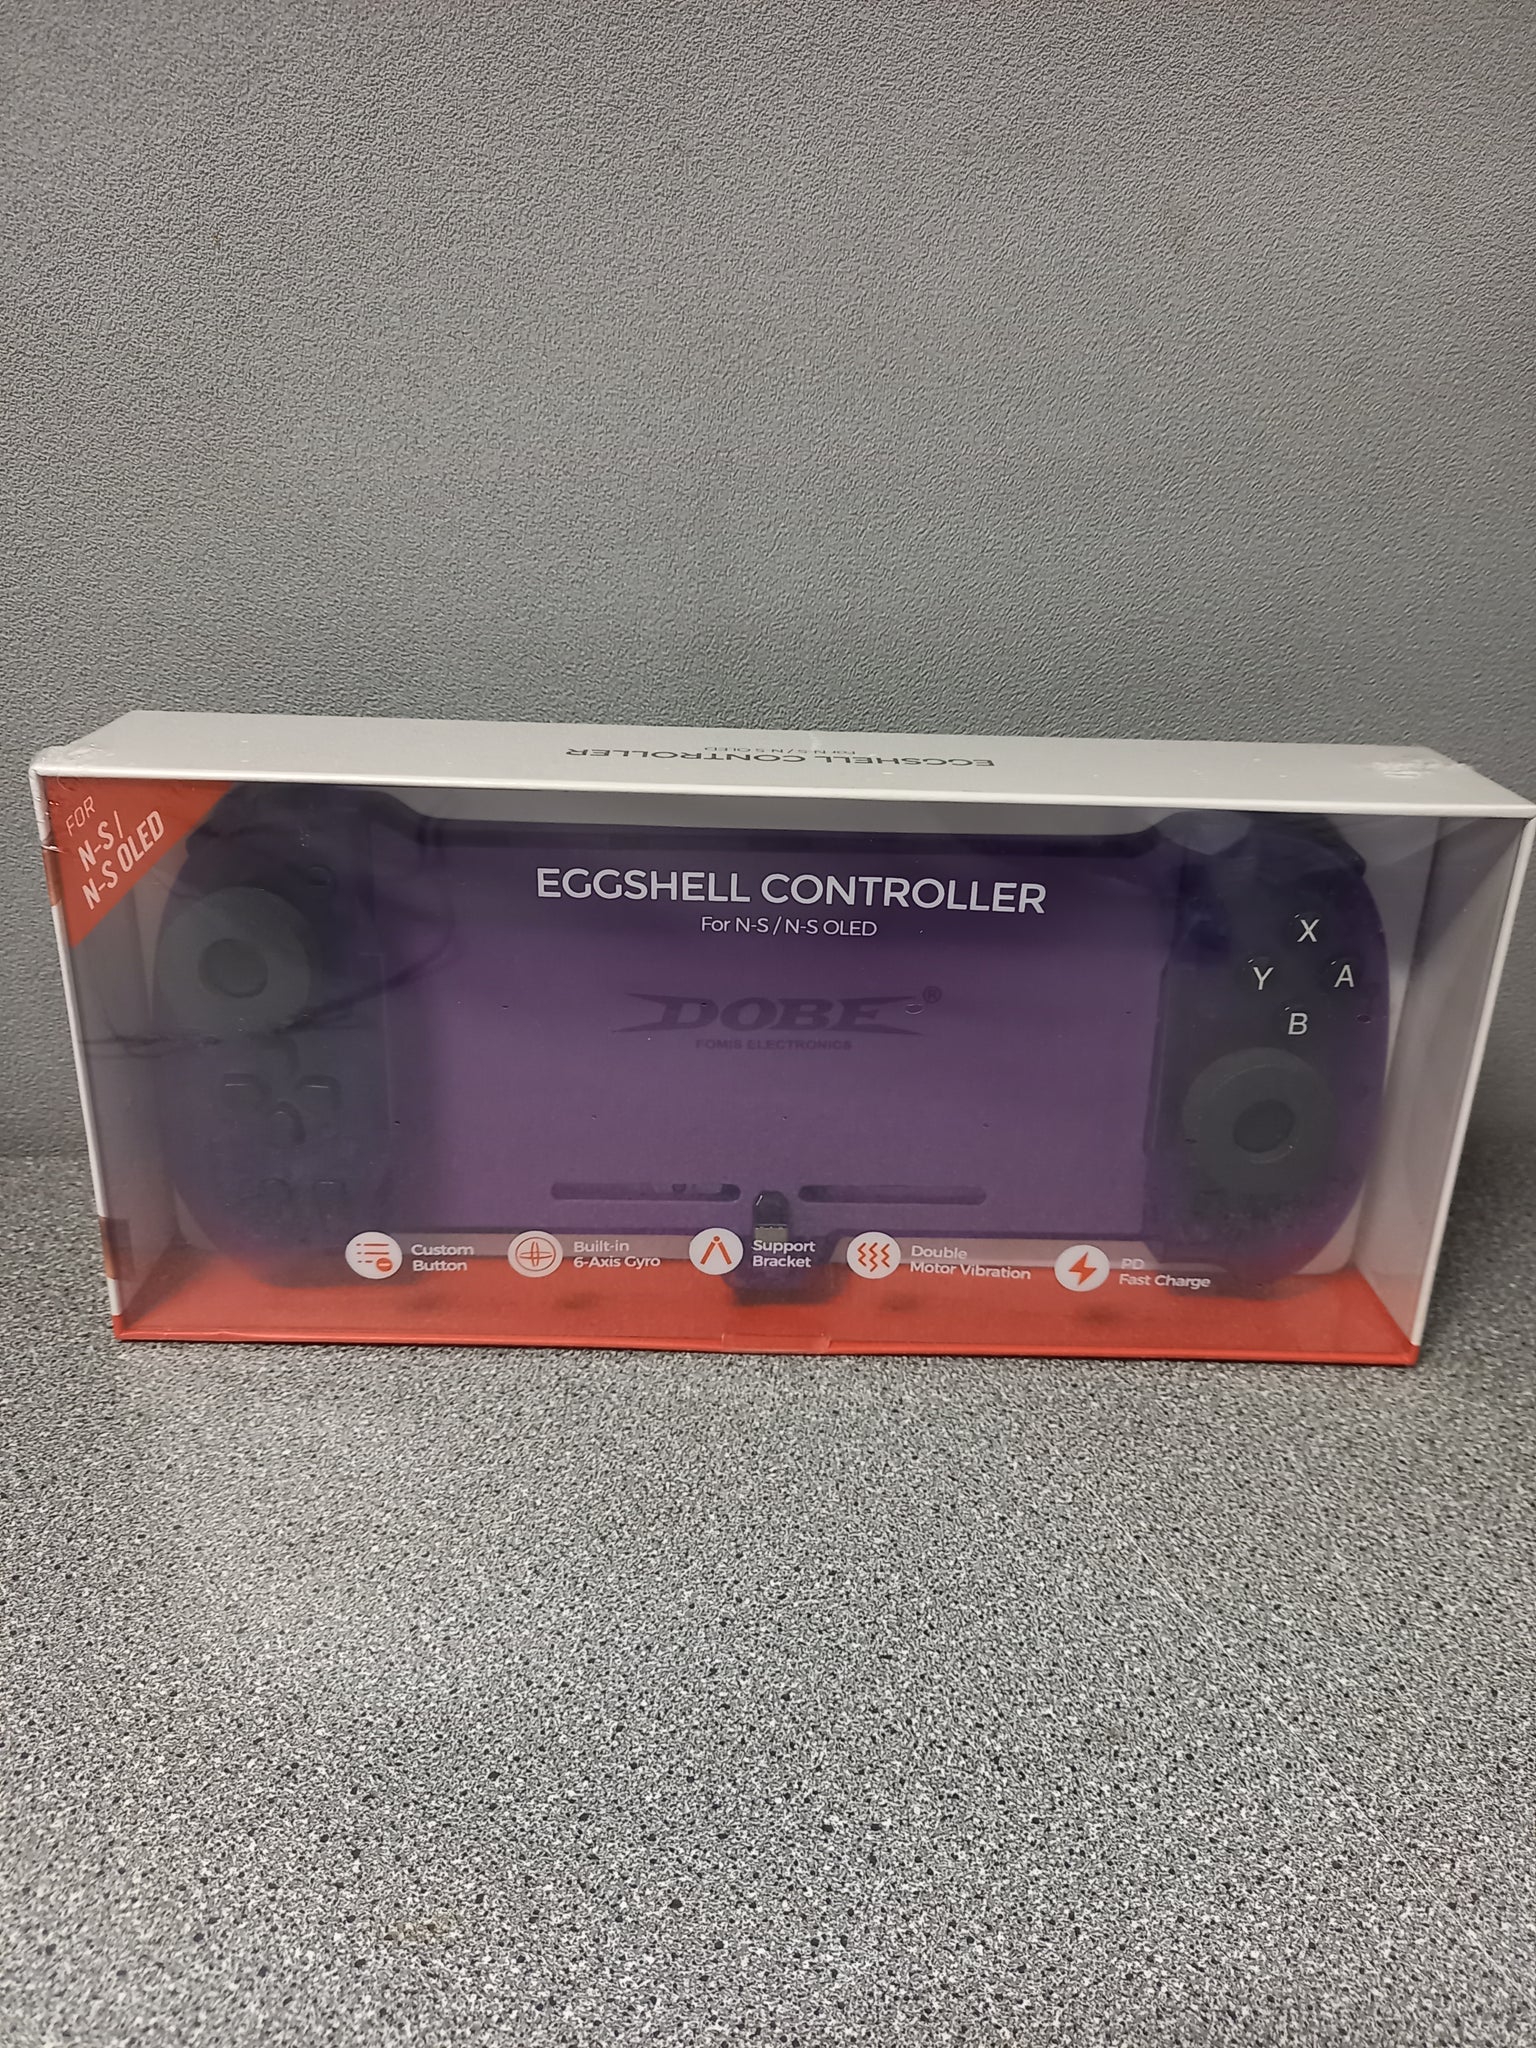 EGGSHELL CONTROLLER
For N-S / N-S OLED
FOR
N-S /
N-S OLED
EGGSHELL CONTROLLER
For N-S / N-S OLED
DOBE®
FOMIS ELECTRONICS
X
Y A
B
Custom
Button
Built-in
6-Axis Gyro
Support
Bracket
Double
Motor Vibration
PD
Fast Charge